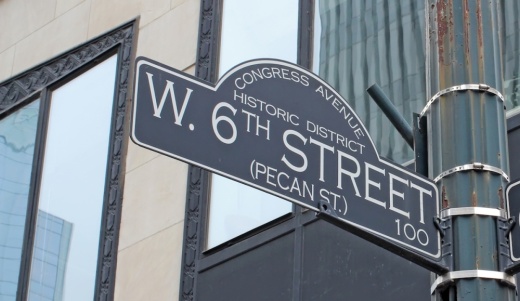 CONGRESS AVENUE
HISTORIC DISTRICT
W. 6TH STREET
(PECAN ST.)
100